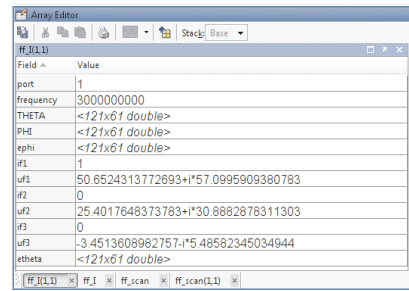 Array Editor
Stack: Base
ff_I(1,1)
Field Value
port 1
frequency 3000000000
THETA <121x61 double>
PHI <121x61 double>
ephi <121x61 double>
if1 1
uf1 50.6524313772693+i*57.0995909380783
if2 0
uf2 25.4017648373783+i*30.8882878311303
if3 0
uf3 -3.4513608982757-i*5.48582345034944
etheta <121x61 double>
ff_I(1,1) ff_I ff_scan ff_scan(1,1)